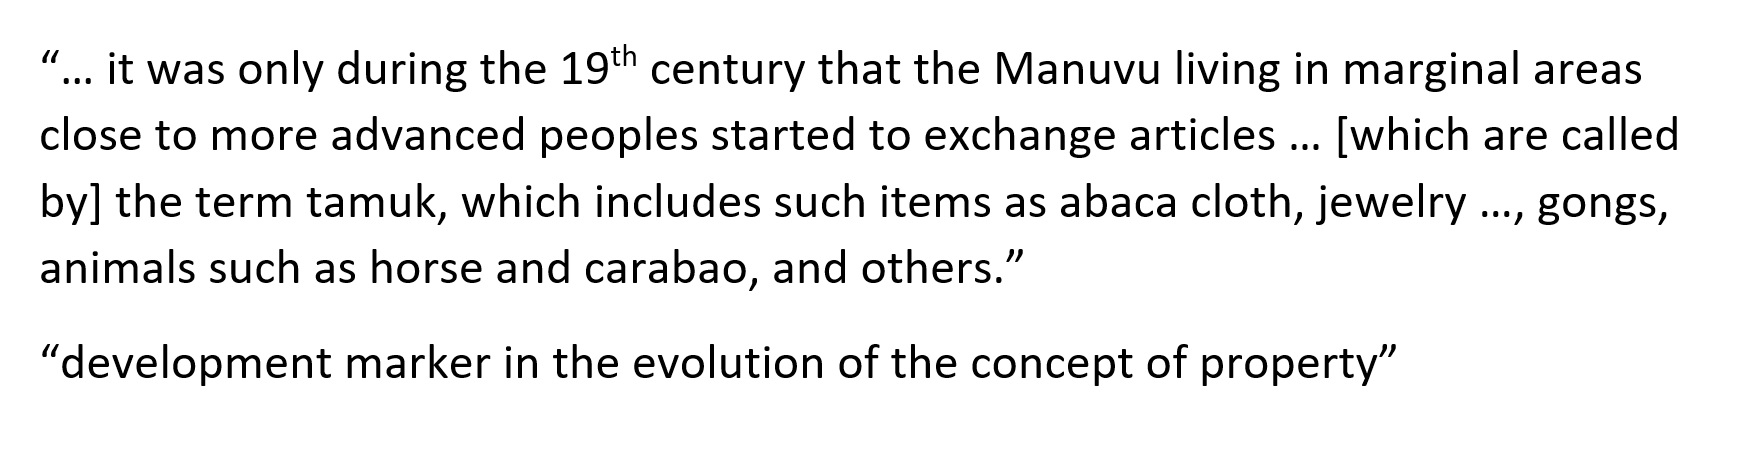 “... it was only during the 19th century that the Manuvu living in marginal areas
close to more advanced peoples started to exchange articles ... [which are called
by] the term tamuk, which includes such items as abaca cloth, jewelry ..., gongs,
animals such as horse and carabao, and others.”
“development marker in the evolution of the concept of property”